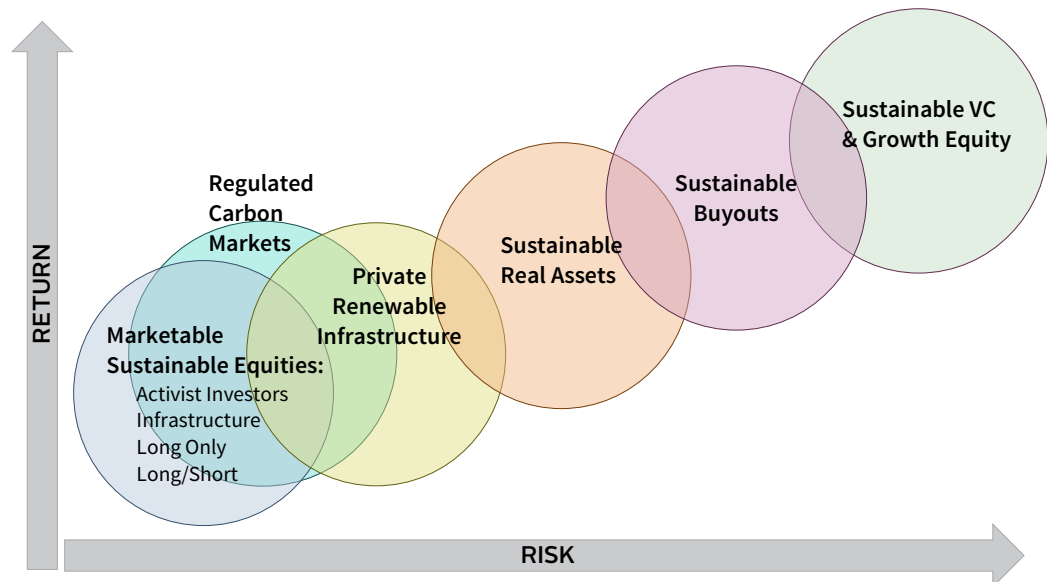 Sustainable VC
& Growth Equity
Sustainable
Buyouts
Regulated
Carbon
Markets
Sustainable
Real Assets
Private
Renewable
Infrastructure
Marketable
Sustainable Equities:
Activist Investors
Infrastructure
Long Only
Long/Short
RETURN
RISK